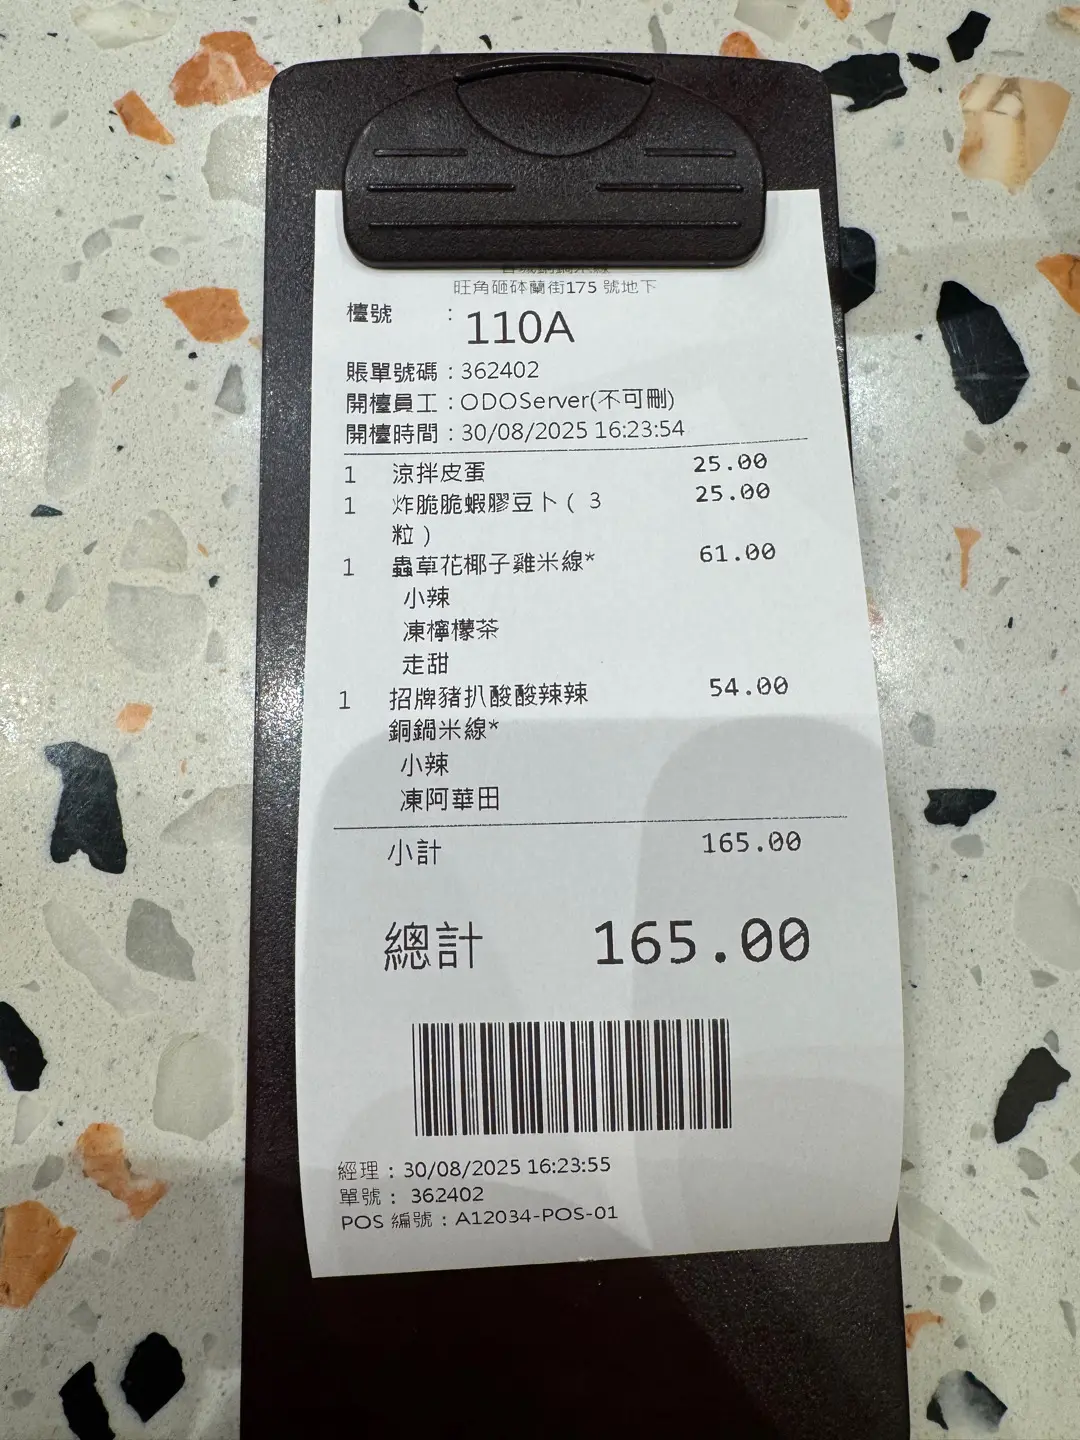 旺角砵砵蘭街175 號地下
檯號 : 110A
賬單號碼 : 362402
開檯員工 : ODOServer(不可刪)
開檯時間 : 30/08/2025 16:23:54
1 涼拌皮蛋 25.00
1 炸脆脆蝦膠豆卜 ( 3 25.00
粒 )
1 蟲草花椰子雞米線* 61.00
小辣
凍檸檬茶
走甜
1 招牌豬扒酸酸辣辣 54.00
銅鍋米線*
小辣
凍阿華田
小計 165.00
總計 165.00
經理 : 30/08/2025 16:23:55
單號 : 362402
POS 編號 : A12034-POS-01